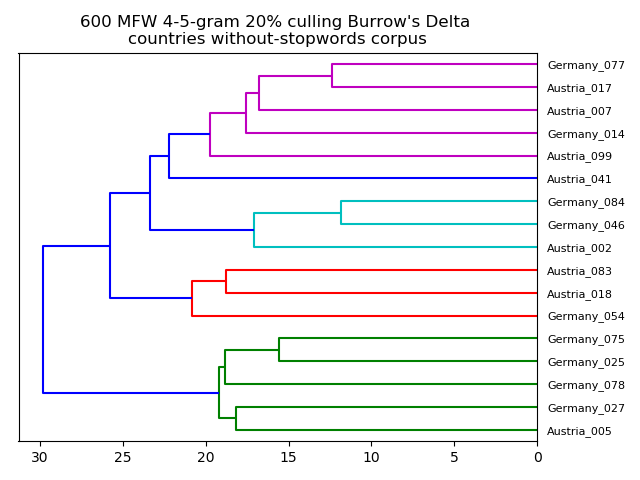 600 MFW 4-5-gram 20% culling Burrow's Delta
countries without-stopwords corpus
Germany_077
Austria_017
Austria_007
Germany_014
Austria_099
Austria_041
Germany_084
Germany_046
Austria_002
Austria_083
Austria_018
Germany_054
Germany_075
Germany_025
Germany_078
Germany_027
Austria_005
30 25 20 15 10 5 0